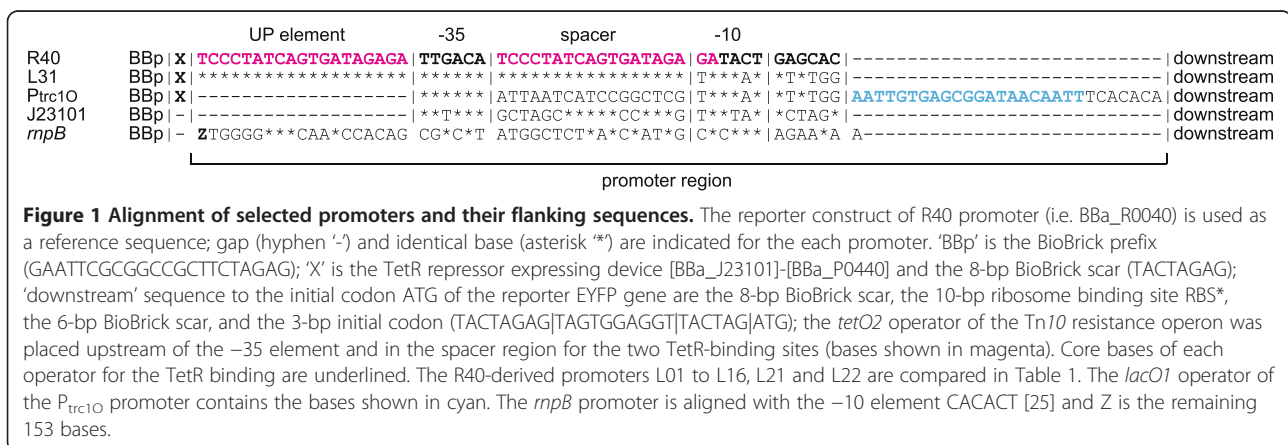 UP element -35 spacer -10
R40 BBp|X|TCCCTATCAGTGATAGAGA|TTGACA|TCCCTATCAGTGATAGA|GATACT|GAGCAC|----------------------------|downstream
L31 BBp|X|*******************|******|*****************|T***A*|*T*TGG|----------------------------|downstream
Ptrc1O BBp|X|-------------------|******|ATTAATCATCCGGCTCG|T***A*|*T*TGG|AATTGTGAGCGGATAACAATTTCACACA|downstream
J23101 BBp|-|-------------------|**T***|GCTAGC*****CC***G|T**TA*|*CTAG*|----------------------------|downstream
rnpB BBp|- ZTGGGG***CAA*CCACAG CG*C*T ATGGCTCT*A*C*AT*G|C*C***|AGAA*A A---------------------------|downstream
promoter region
Figure 1 Alignment of selected promoters and their flanking sequences. The reporter construct of R40 promoter (i.e. BBa_R0040) is used as
a reference sequence; gap (hyphen '-') and identical base (asterisk '*') are indicated for the each promoter. 'BBp' is the BioBrick prefix
(GAATTCGCGGCCGCTTCTAGAG); 'X' is the TetR repressor expressing device [BBa_J23101]-[BBa_P0440] and the 8-bp BioBrick scar (TACTAGAG);
'downstream' sequence to the initial codon ATG of the reporter EYFP gene are the 8-bp BioBrick scar, the 10-bp ribosome binding site RBS*,
the 6-bp BioBrick scar, and the 3-bp initial codon (TACTAGAG|TAGTGGAGGT|TACTAG|ATG); the tetO2 operator of the Tn10 resistance operon was
placed upstream of the −35 element and in the spacer region for the two TetR-binding sites (bases shown in magenta). Core bases of each
operator for the TetR binding are underlined. The R40-derived promoters L01 to L16, L21 and L22 are compared in Table 1. The lacO1 operator of
the Ptrc1O promoter contains the bases shown in cyan. The rnpB promoter is aligned with the −10 element CACACT [25] and Z is the remaining
153 bases.